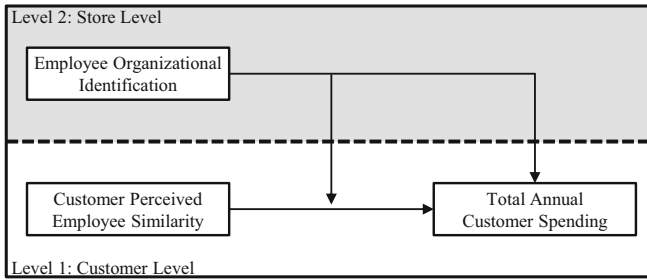 Level 2: Store Level
Employee Organizational
Identification
Customer Perceived
Employee Similarity
Total Annual
Customer Spending
Level 1: Customer Level